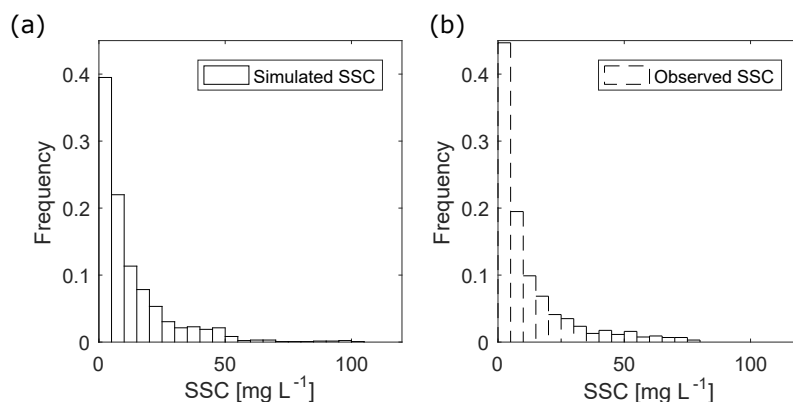 (a)
Simulated SSC
Frequency
0.4
0.3
0.2
0.1
0
0 50 100
SSC [mg L⁻¹]
(b)
Observed SSC
Frequency
0.4
0.3
0.2
0.1
0
0 50 100
SSC [mg L⁻¹]